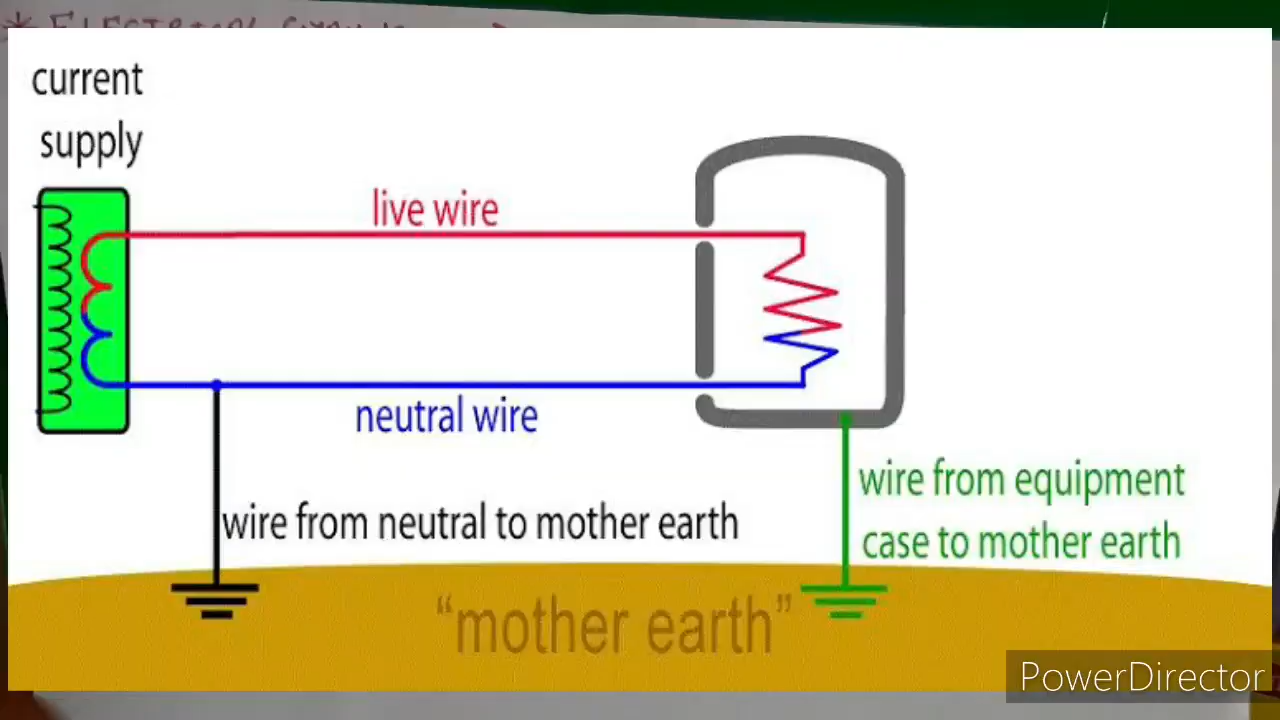 current
supply
live wire
neutral wire
wire from neutral to mother earth
wire from equipment
case to mother earth
“mother earth”
PowerDirector